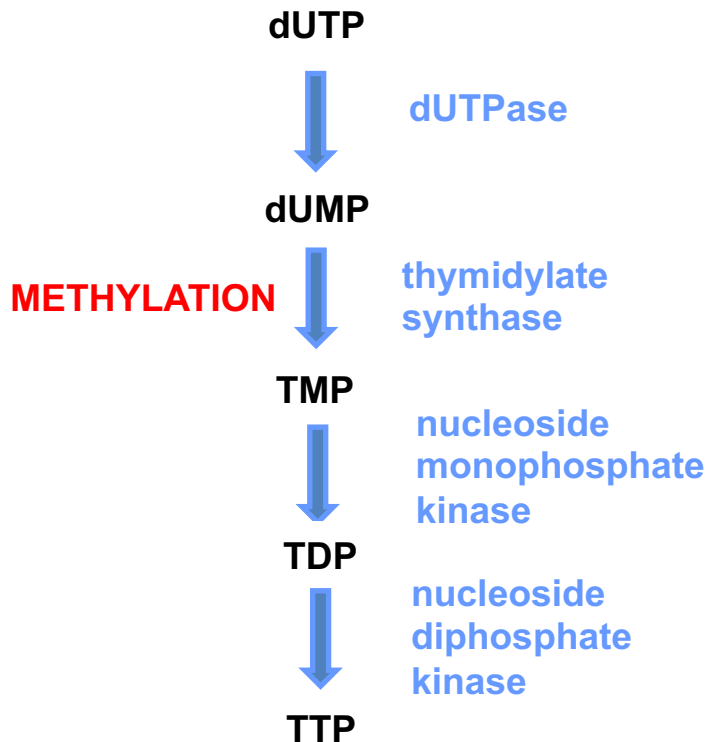 dUTP
dUTPase
dUMP
METHYLATION
thymidylate
synthase
TMP
nucleoside
monophosphate
kinase
TDP
nucleoside
diphosphate
kinase
TTP